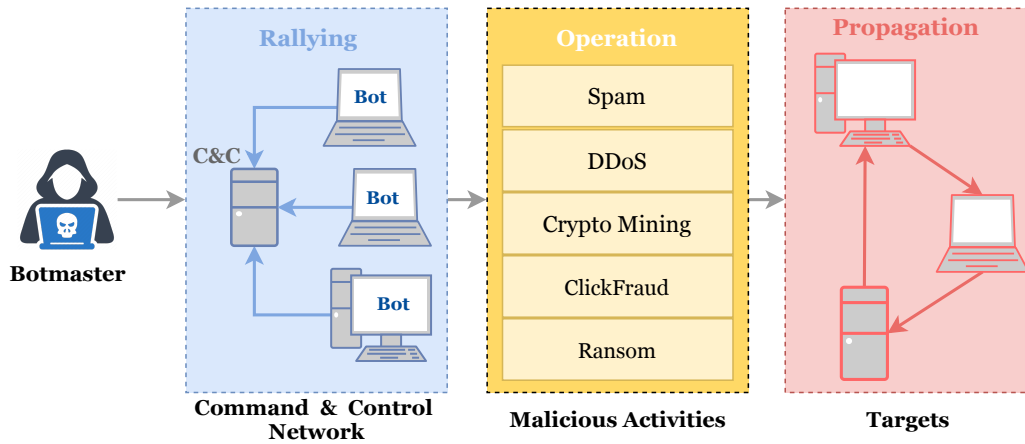 Rallying
Bot
C&C
Bot
Bot
Botmaster
Command & Control
Network
Operation
Spam
DDoS
Crypto Mining
ClickFraud
Ransom
Malicious Activities
Propagation
Targets